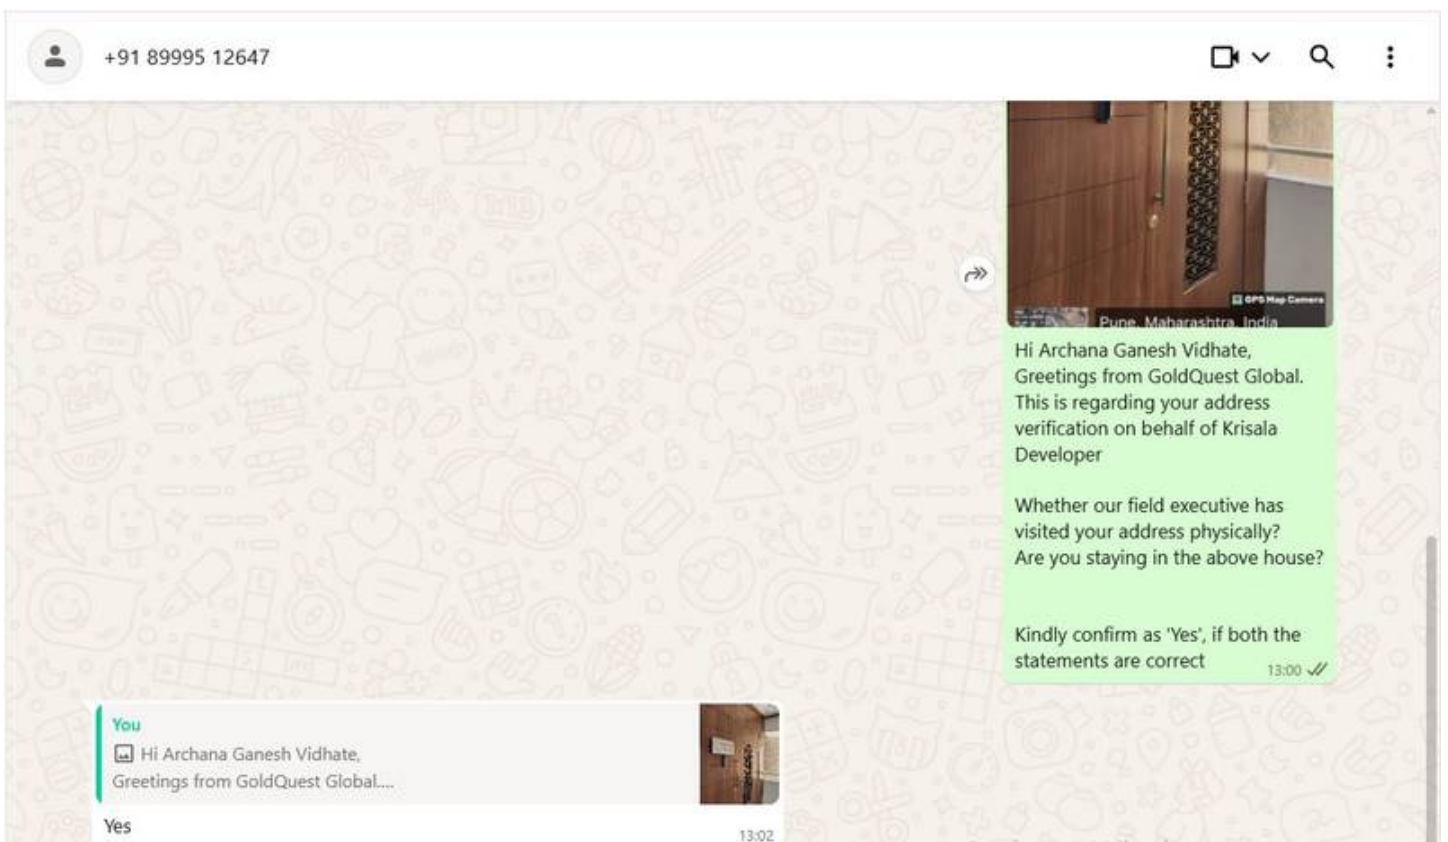 +91 89995 12647
GPS Map Camera
Pune, Maharashtra, India
Hi Archana Ganesh Vidhate,
Greetings from GoldQuest Global.
This is regarding your address
verification on behalf of Krisala
Developer
Whether our field executive has
visited your address physically?
Are you staying in the above house?
Kindly confirm as 'Yes', if both the
statements are correct
13:00
You
Hi Archana Ganesh Vidhate,
Greetings from GoldQuest Global....
Yes
13:02